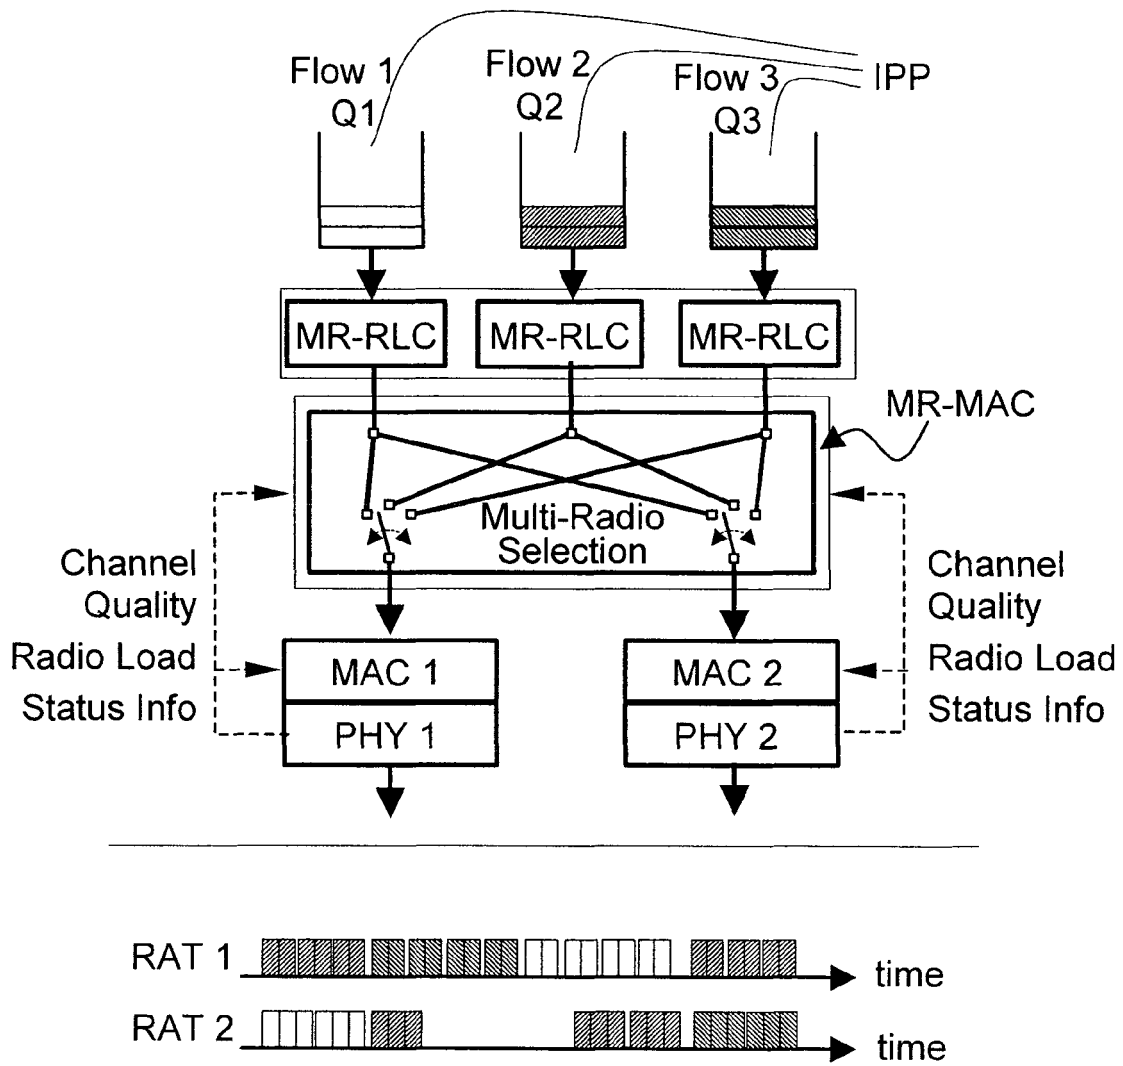 Flow 1
Q1
Flow 2
Q2
Flow 3
Q3
IPP
MR-RLC
MR-RLC
MR-RLC
MR-MAC
Multi-Radio
Selection
Channel
Quality
Radio Load
Status Info
Channel
Quality
Radio Load
Status Info
MAC 1
PHY 1
MAC 2
PHY 2
RAT 1
time
RAT 2
time